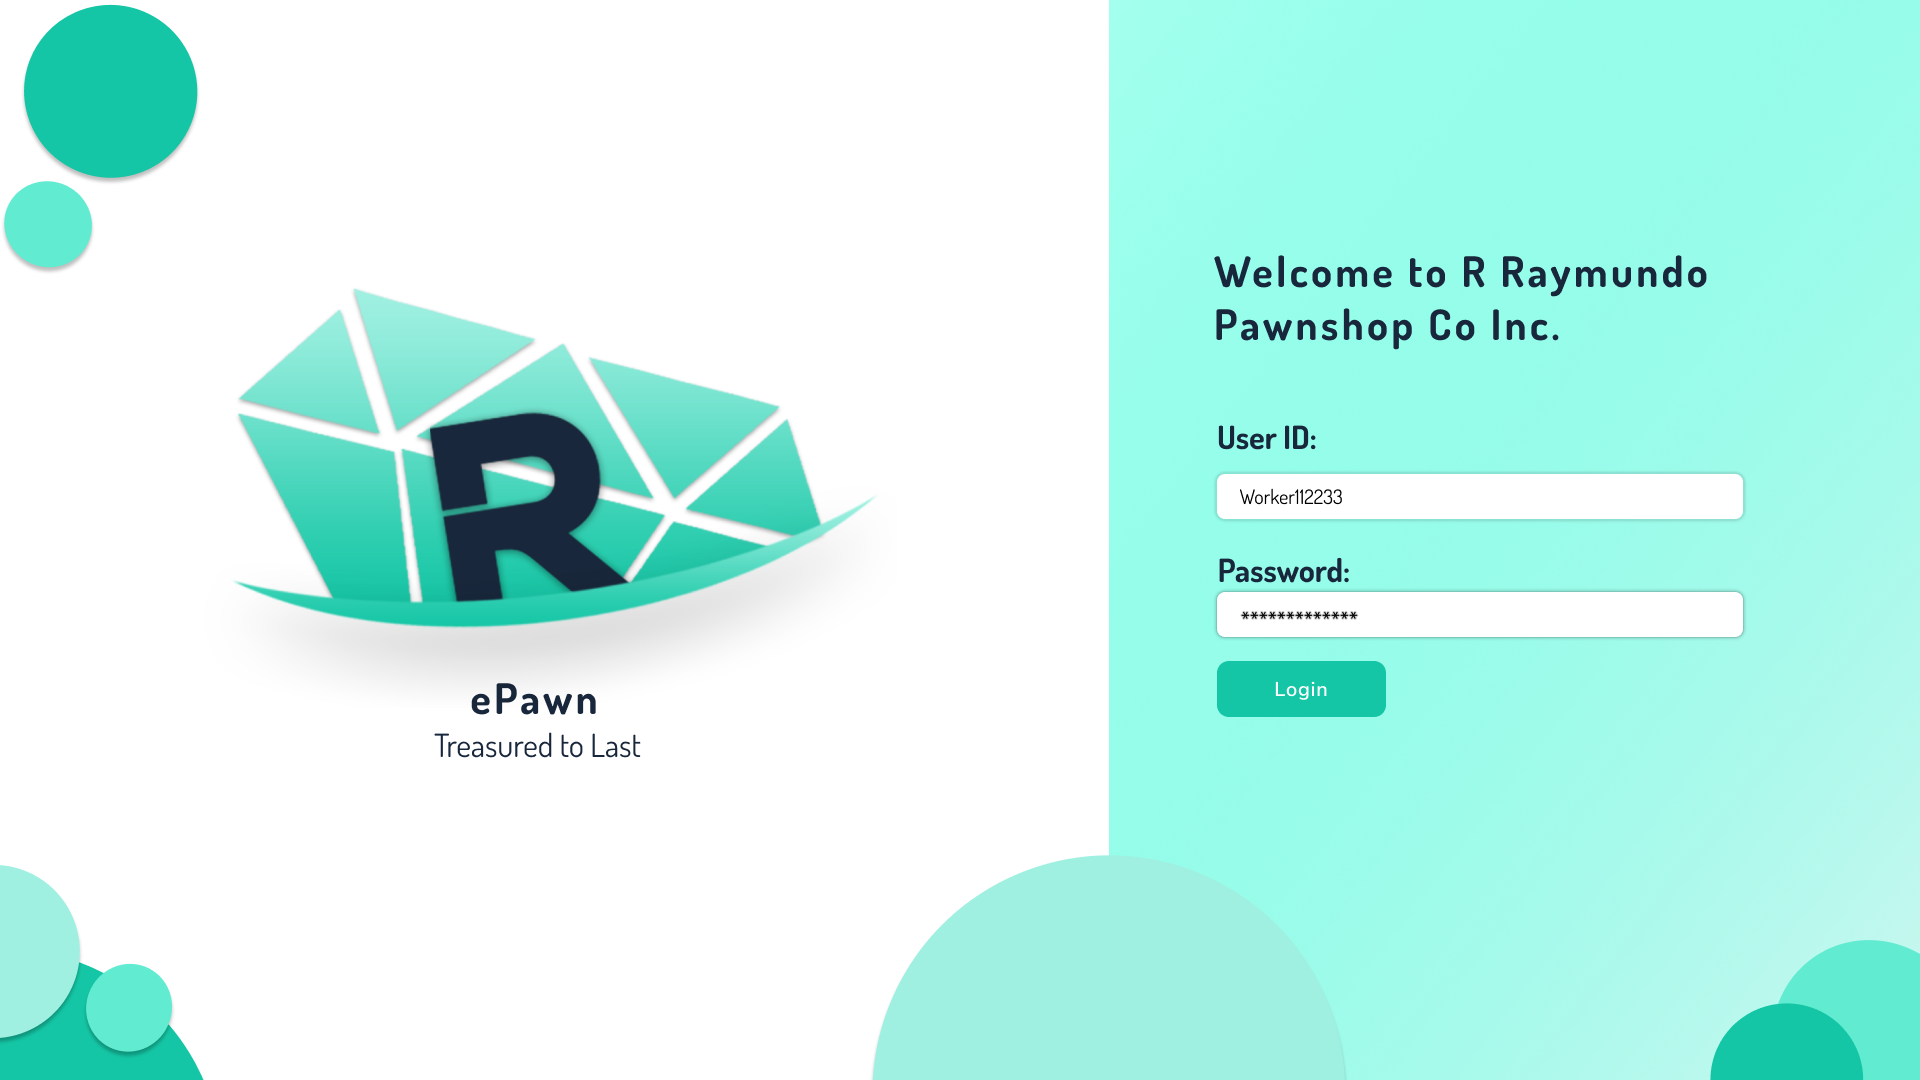 R
ePawn
Treasured to Last
Welcome to R Raymundo
Pawnshop Co Inc.
User ID:
Worker112233
Password:
*************
Login